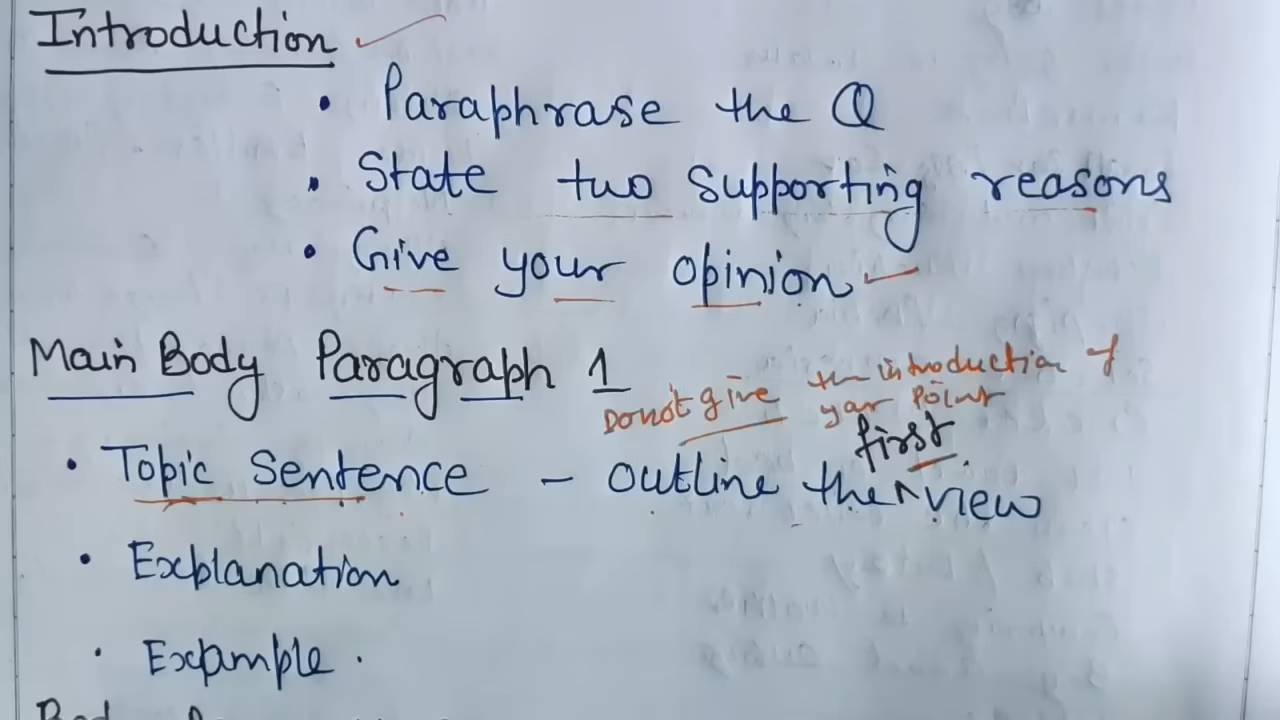 Introduction
• Paraphrase the Q
• State two supporting reasons
• Give your opinion
Main Body Paragraph 1
Do not give the introduction of
your point
first
• Topic Sentence - outline the ^ view
• Explanation
• Example.